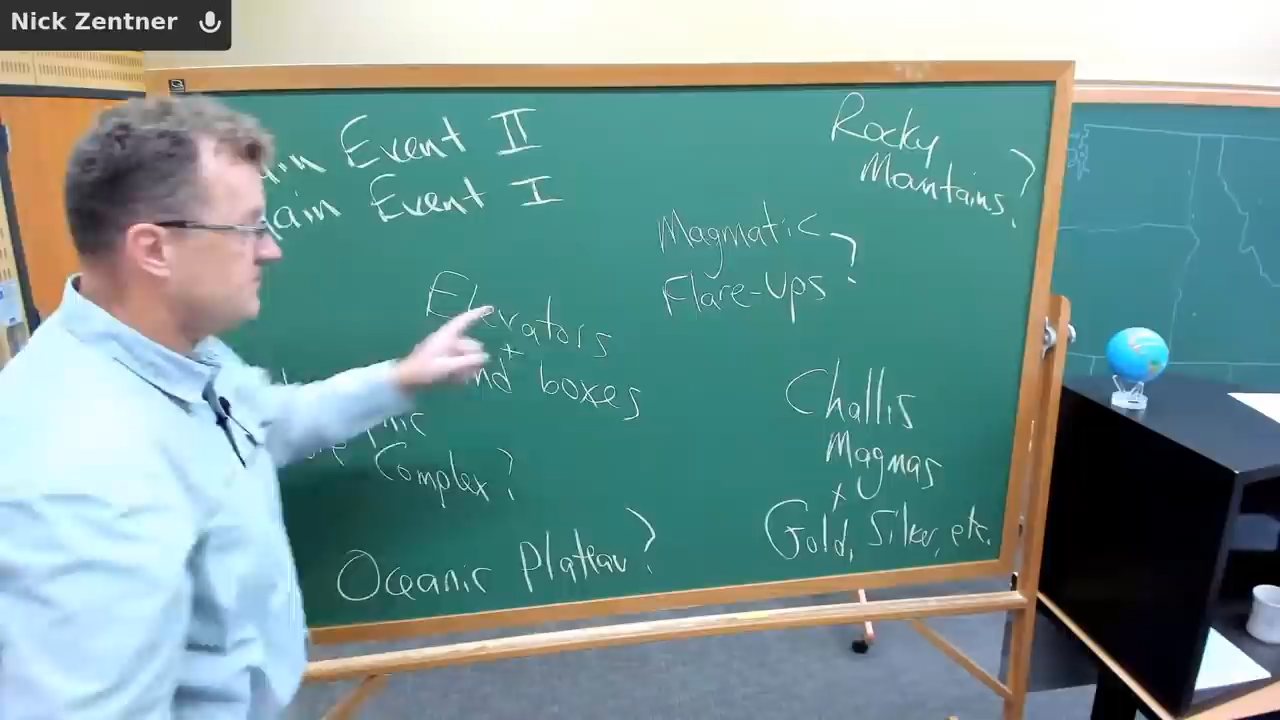 Nick Zentner
Event II
ain Event I
Rocky
Mountains?
Magmatic
Flare-Ups?
Elevators
+
nd boxes
Complex?
Challis
Magmas
+
Gold, Silver, etc.
Oceanic Plateau?